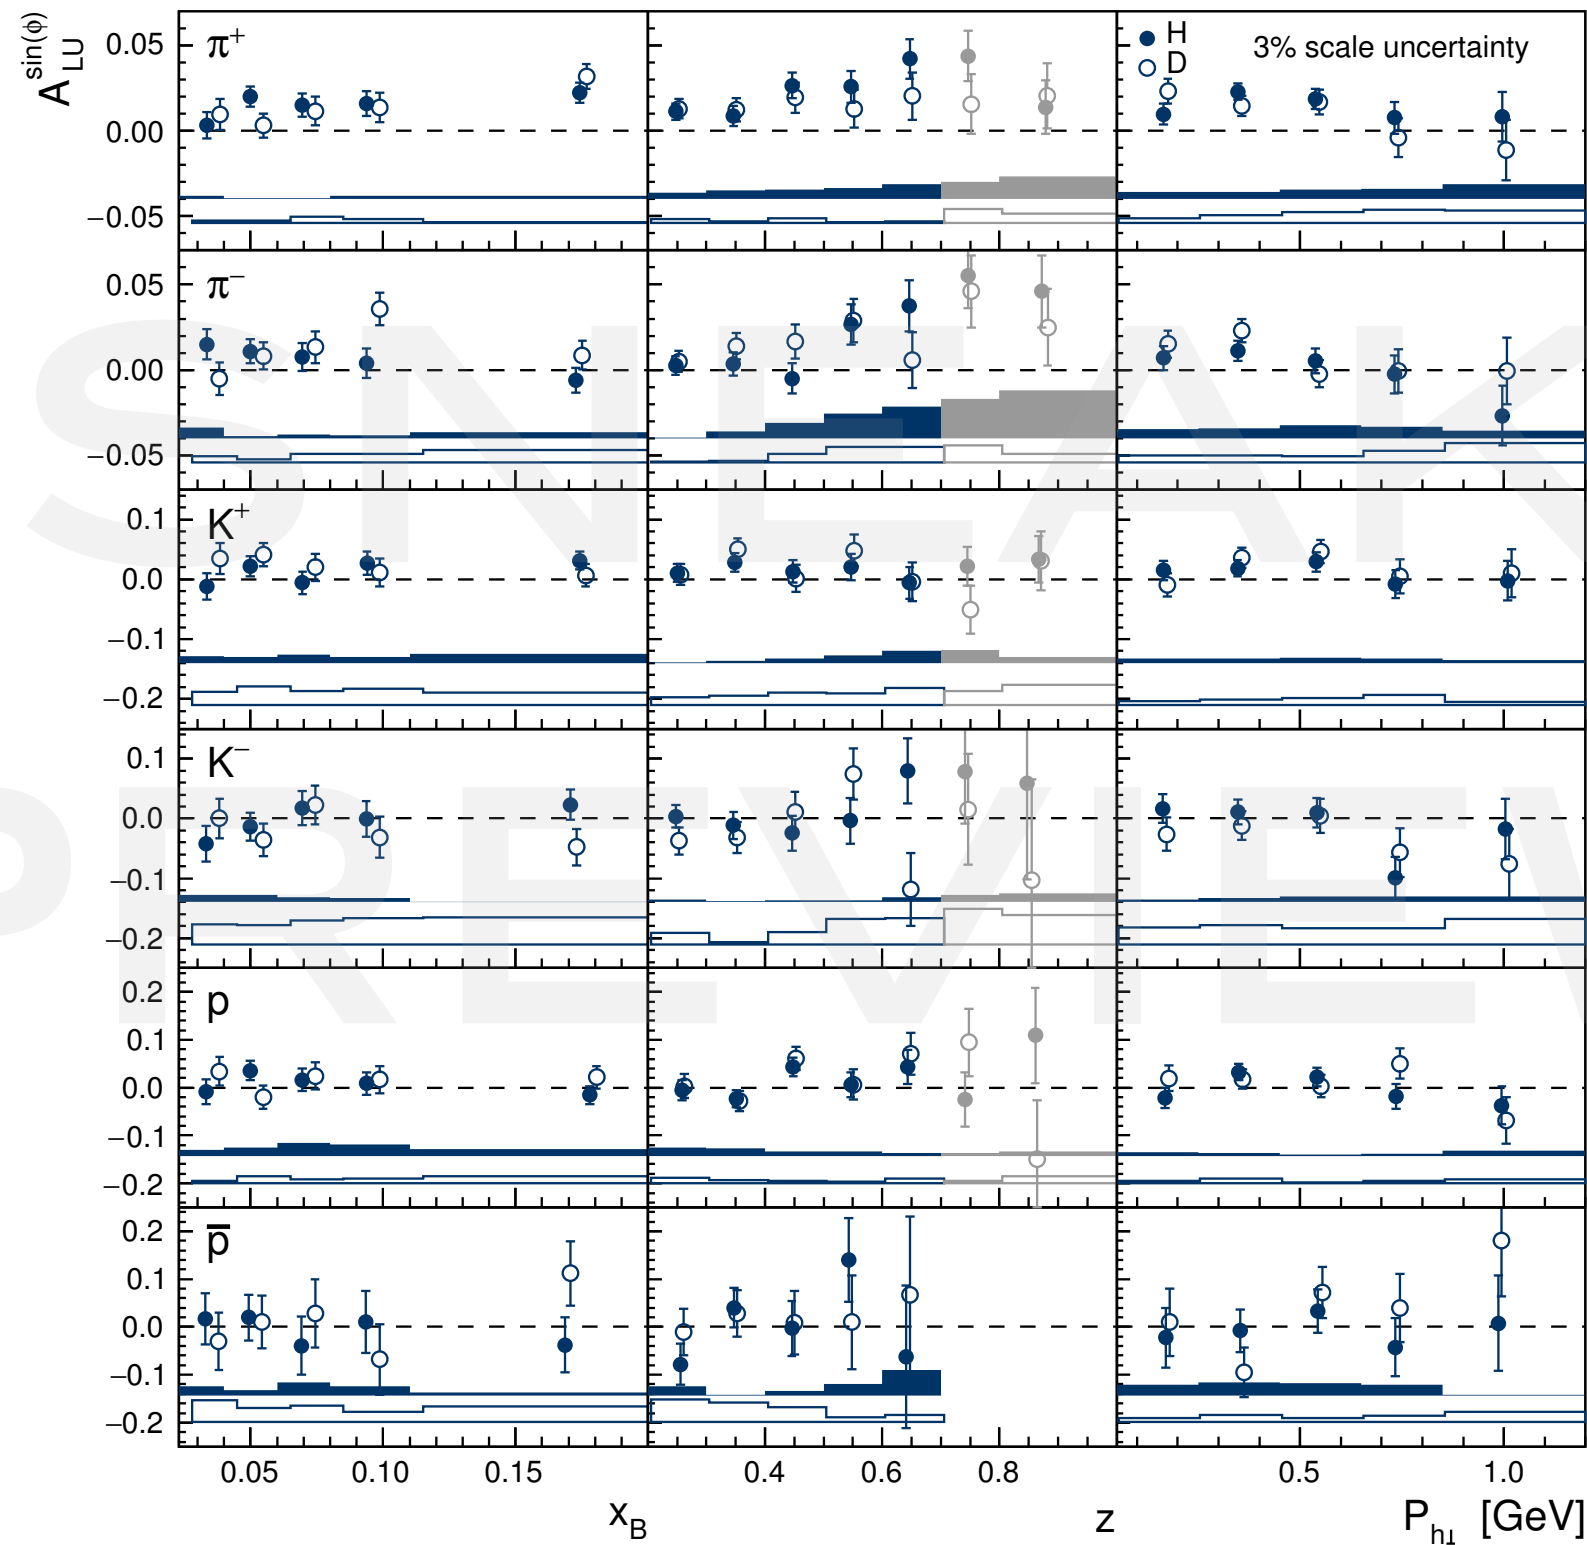 A_LU^sin(ϕ)
π⁺
H
D
3% scale uncertainty
0.05
0.00
−0.05
π⁻
0.05
0.00
−0.05
K⁺
0.1
0.0
−0.1
−0.2
K⁻
0.1
0.0
−0.1
−0.2
p
0.2
0.1
0.0
−0.1
−0.2
p̅
0.2
0.1
0.0
−0.1
−0.2
0.05 0.10 0.15 0.4 0.6 0.8 0.5 1.0
x_B z P_h⊥ [GeV]
SNEAK
PREVIEW